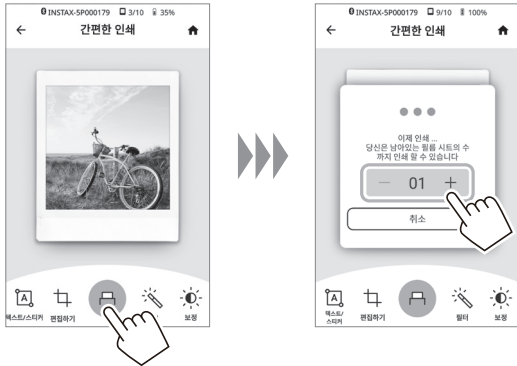 INSTAX-5P000179 3/10 35%
간편한 인쇄
텍스트/스티커
편집하기
보정
INSTAX-5P000179 9/10 100%
간편한 인쇄
이제 인쇄 ...
당신은 남아있는 필름 시트의 수
까지 인쇄 할 수 있습니다
— 01 +
취소
텍스트/
스티커
편집하기
필터
보정